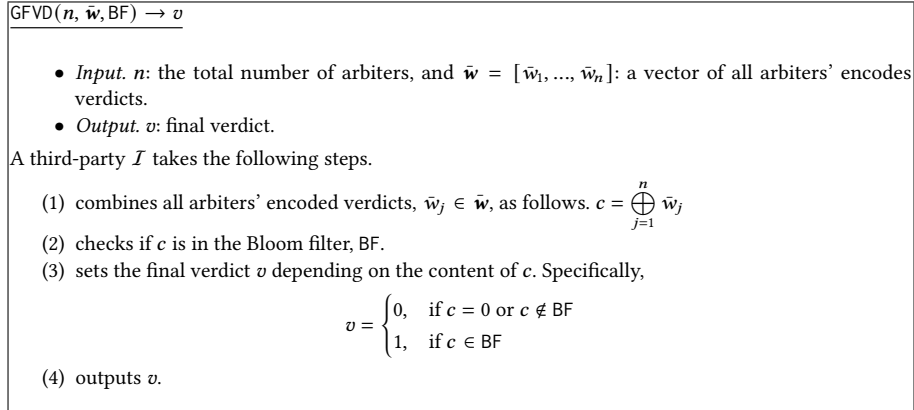 GFVD(n, w̄, BF) → v
• Input. n: the total number of arbiters, and w̄ = [w̄₁, ..., w̄ₙ]: a vector of all arbiters' encodes
verdicts.
• Output. v: final verdict.
A third-party I takes the following steps.
(1) combines all arbiters' encoded verdicts, w̄ⱼ ∈ w̄, as follows. c = ⊕ⁿⱼ₌₁ w̄ⱼ
(2) checks if c is in the Bloom filter, BF.
(3) sets the final verdict v depending on the content of c. Specifically,
v = { 0, if c = 0 or c ∉ BF
1, if c ∈ BF
(4) outputs v.